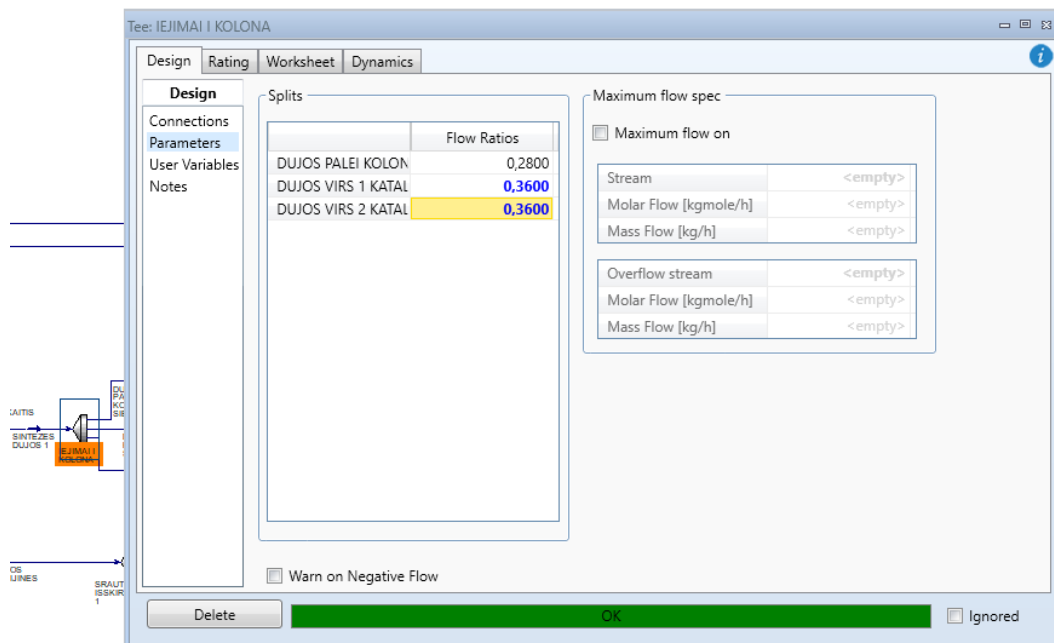 Tee: IEJIMAI I KOLONA
Design Rating Worksheet Dynamics
Design
Connections
Parameters
User Variables
Notes
Splits
Flow Ratios
DUJOS PALEI KOLON 0,2800
DUJOS VIRS 1 KATAL 0,3600
DUJOS VIRS 2 KATAL 0,3600
Maximum flow spec
Maximum flow on
Stream <empty>
Molar Flow [kgmole/h] <empty>
Mass Flow [kg/h] <empty>
Overflow stream <empty>
Molar Flow [kgmole/h] <empty>
Mass Flow [kg/h] <empty>
Warn on Negative Flow
Delete OK Ignored
SINTEZES
DUJOS 1
IEJIMAI I
KOLONA
SRAUT
ISSKIR
1